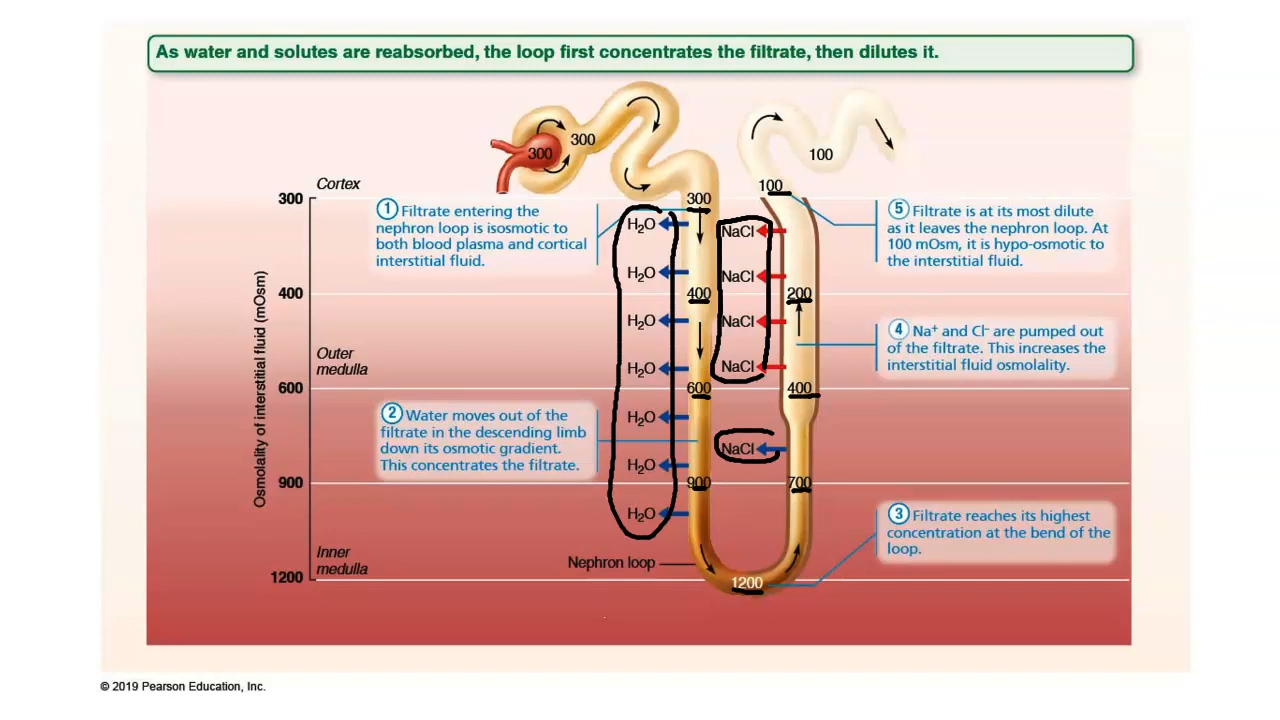 As water and solutes are reabsorbed, the loop first concentrates the filtrate, then dilutes it.
300
300
100
Cortex
300
300
100
① Filtrate entering the
nephron loop is isosmotic to
both blood plasma and cortical
interstitial fluid.
H₂O
H₂O
H₂O
H₂O
H₂O
H₂O
H₂O
NaCl
NaCl
NaCl
NaCl
NaCl
⑤ Filtrate is at its most dilute
as it leaves the nephron loop. At
100 mOsm, it is hypo-osmotic to
the interstitial fluid.
Osmolality of interstitial fluid (mOsm)
400
400
200
④ Na⁺ and Cl⁻ are pumped out
of the filtrate. This increases the
interstitial fluid osmolality.
Outer
medulla
600
600
400
② Water moves out of the
filtrate in the descending limb
down its osmotic gradient.
This concentrates the filtrate.
900
900
700
③ Filtrate reaches its highest
concentration at the bend of the
loop.
Inner
medulla
Nephron loop
1200
1200
© 2019 Pearson Education, Inc.